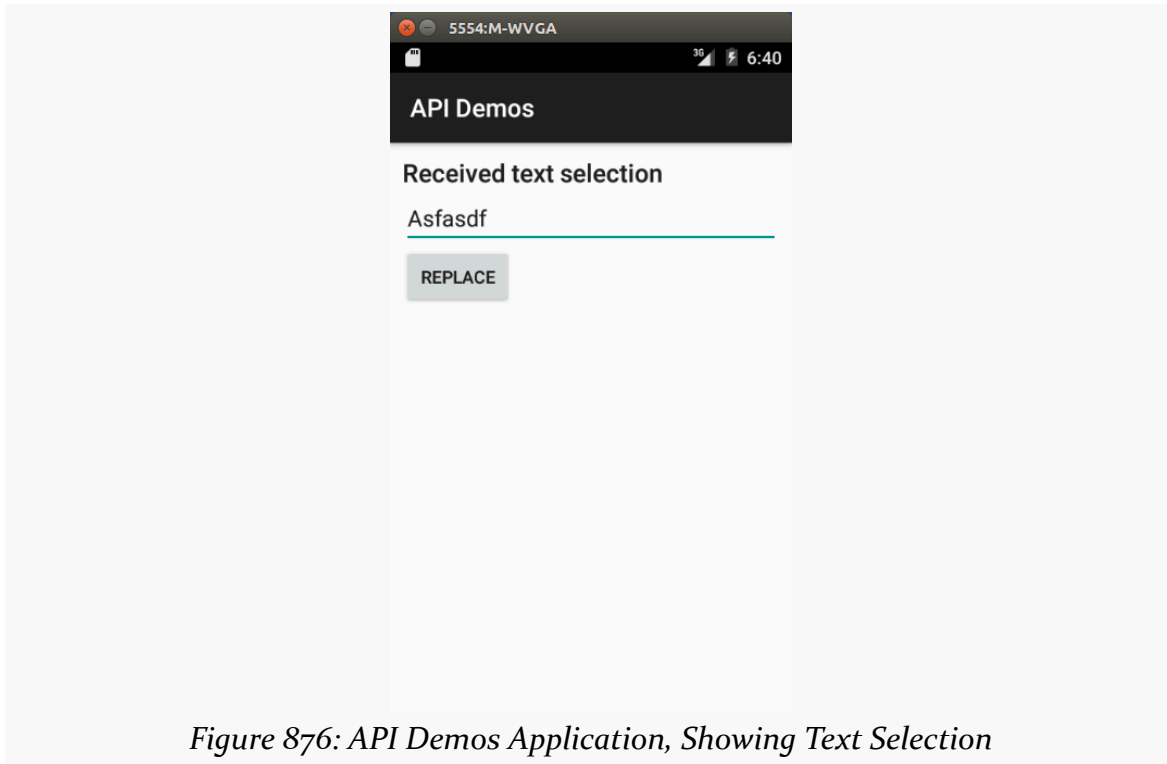 5554:M-WVGA
3G 6:40
API Demos
Received text selection
Asfasdf
REPLACE
Figure 876: API Demos Application, Showing Text Selection